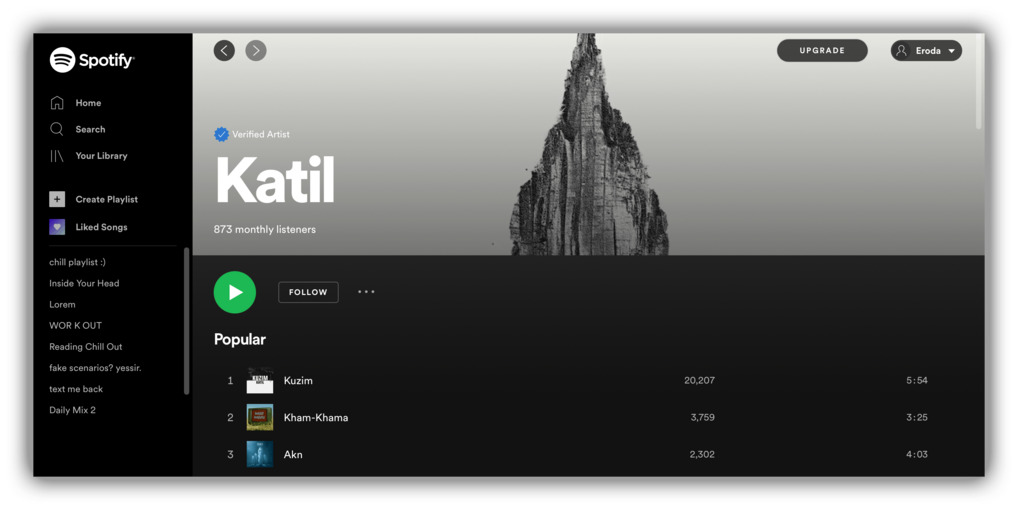 Spotify
Home
Search
Your Library
Create Playlist
Liked Songs
chill playlist :)
Inside Your Head
Lorem
WOR K OUT
Reading Chill Out
fake scenarios? yessir.
text me back
Daily Mix 2
UPGRADE
Eroda
Verified Artist
Katil
873 monthly listeners
FOLLOW
Popular
1 KUZIM Kuzim 20,207 5:54
2 Kham-Khama 3,759 3:25
3 Akn 2,302 4:03